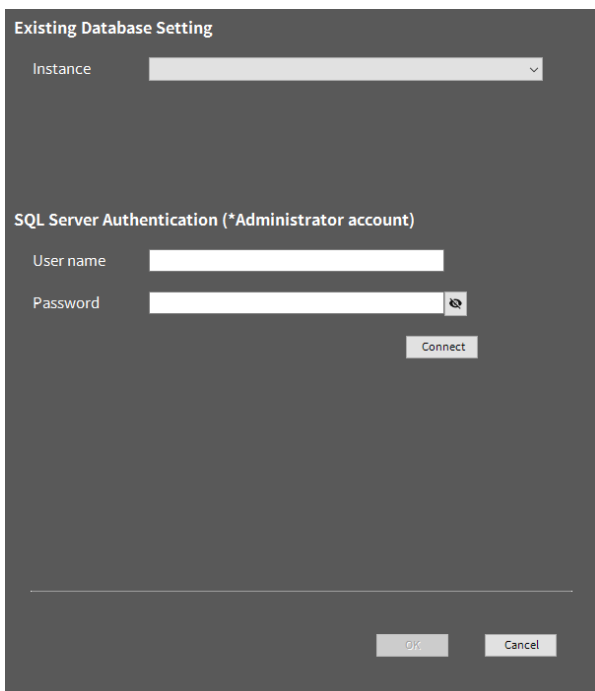 Existing Database Setting
Instance
SQL Server Authentication (*Administrator account)
User name
Password
Connect
OK
Cancel